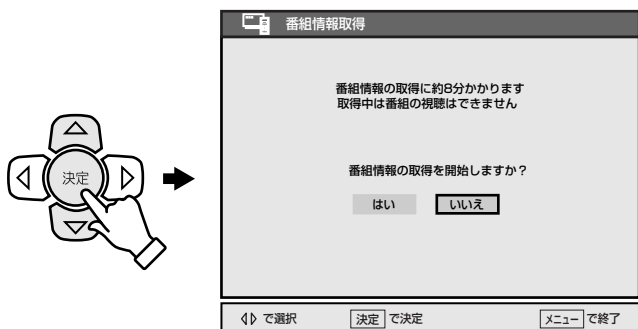 番組情報取得
番組情報の取得に約8分かかります
取得中は番組の視聴はできません
決定
番組情報の取得を開始しますか？
はい いいえ
で選択 決定 で決定 メニュー で終了